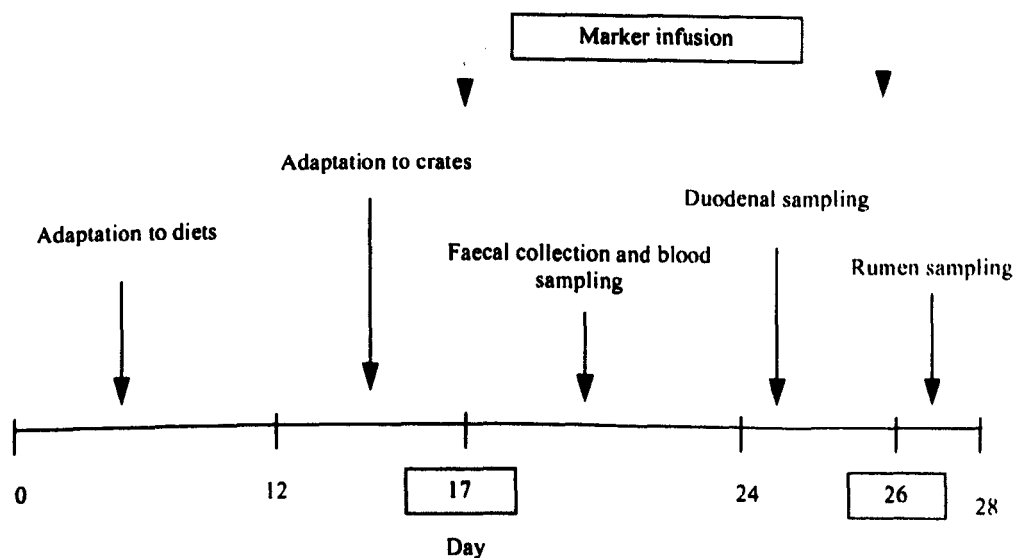 Marker infusion
Adaptation to crates
Duodenal sampling
Adaptation to diets
Faecal collection and blood
sampling
Rumen sampling
0
12
17
24
26
28
Day